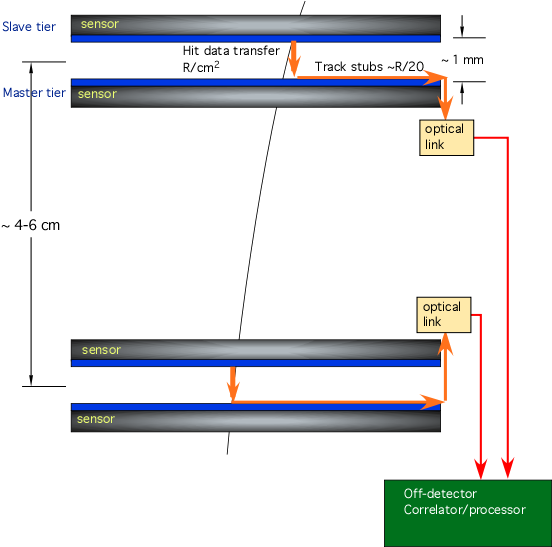 Slave tier
sensor
Hit data transfer
R/cm2
Track stubs ~R/20
~ 1 mm
Master tier
sensor
optical
link
~ 4-6 cm
optical
link
sensor
sensor
Off-detector
Correlator/processor